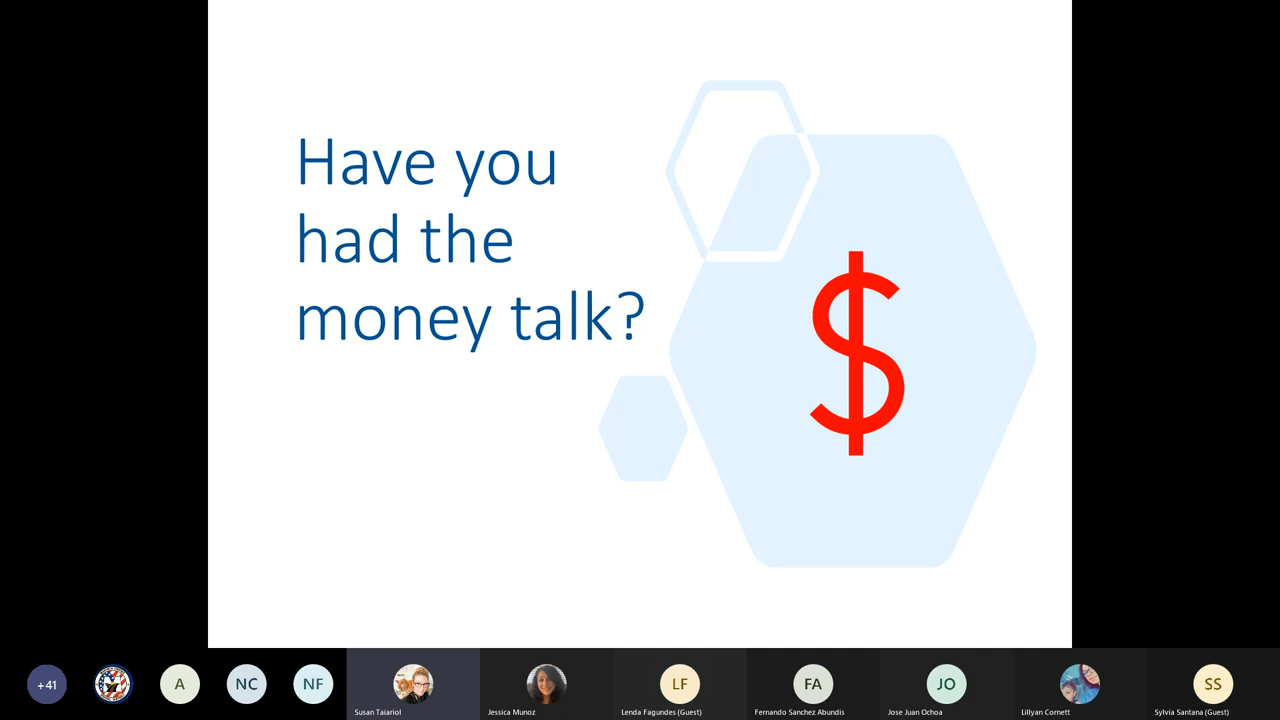 Have you
had the
money talk?
$
+41
A
NC
NF
LF
FA
JO
SS
Susan Taiariol
Jessica Munoz
Lenda Fagundes (Guest)
Fernando Sanchez Abundis
Jose Juan Ochoa
Lillyan Cornett
Sylvia Santana (Guest)